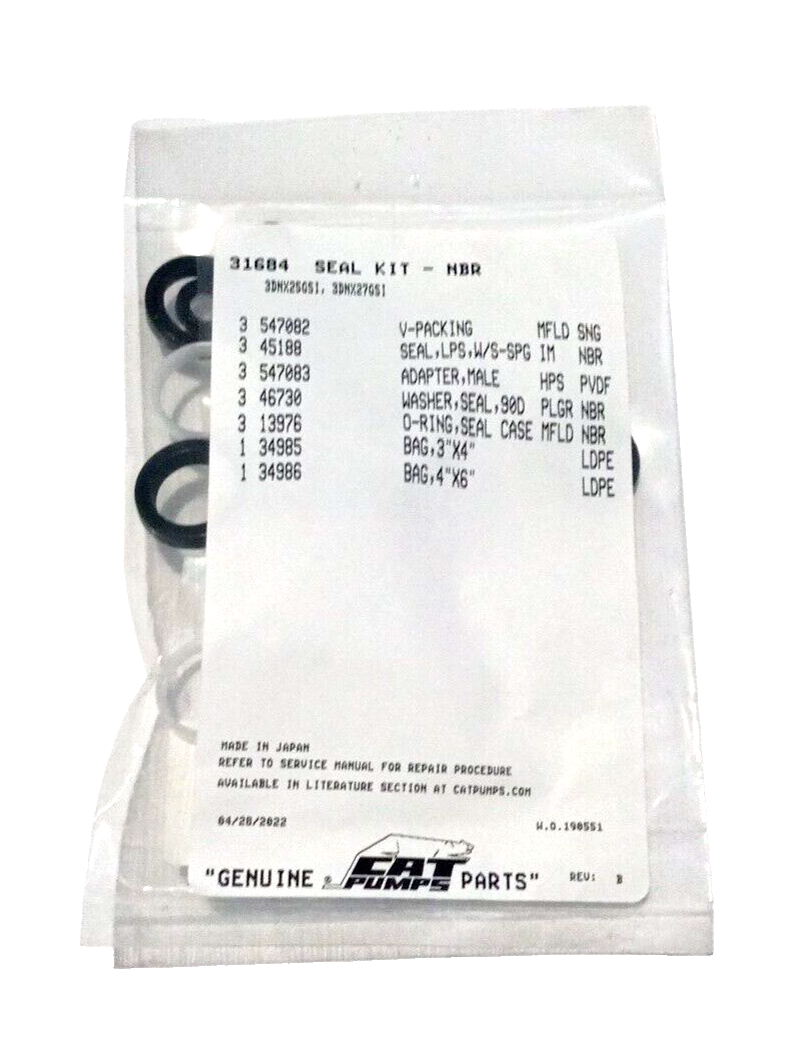 31684 SEAL KIT - NBR
3DNX25GSI, 3DNX27GSI
3 547082 V-PACKING MFLD SNG
3 45188 SEAL,LPS,W/S-SPG IM NBR
3 547083 ADAPTER,MALE HPS PVDF
3 46730 WASHER,SEAL,90D PLGR NBR
3 13976 O-RING,SEAL CASE MFLD NBR
1 34985 BAG,3"X4" LDPE
1 34986 BAG,4"X6" LDPE
MADE IN JAPAN
REFER TO SERVICE MANUAL FOR REPAIR PROCEDURE
AVAILABLE IN LITERATURE SECTION AT CATPUMPS.COM
04/28/2022 W.O.190551
"GENUINE ® CAT PUMPS PARTS" REV: B